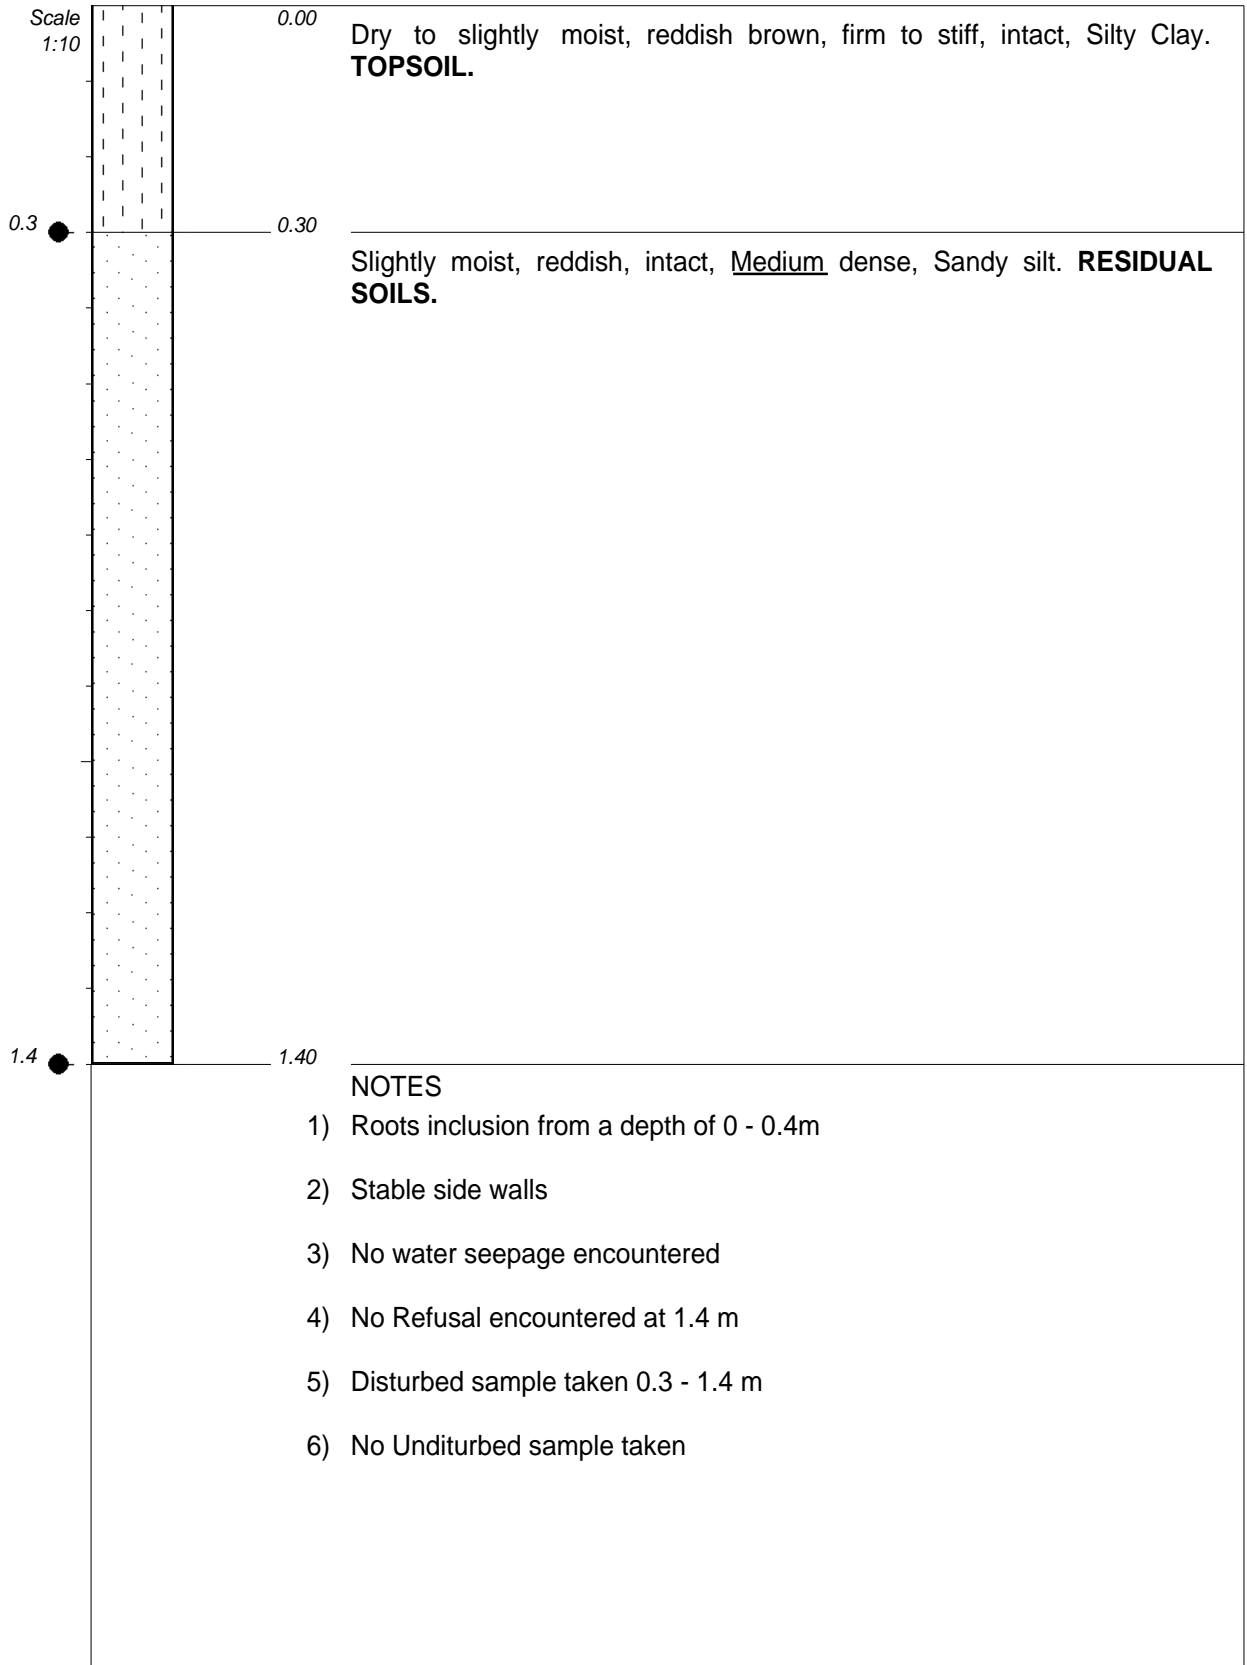 Scale
1:10
0.00
Dry to slightly moist, reddish brown, firm to stiff, intact, Silty Clay.
TOPSOIL.
0.3
0.30
Slightly moist, reddish, intact, Medium dense, Sandy silt. RESIDUAL
SOILS.
1.4
1.40
NOTES
1) Roots inclusion from a depth of 0 - 0.4m
2) Stable side walls
3) No water seepage encountered
4) No Refusal encountered at 1.4 m
5) Disturbed sample taken 0.3 - 1.4 m
6) No Unditurbed sample taken